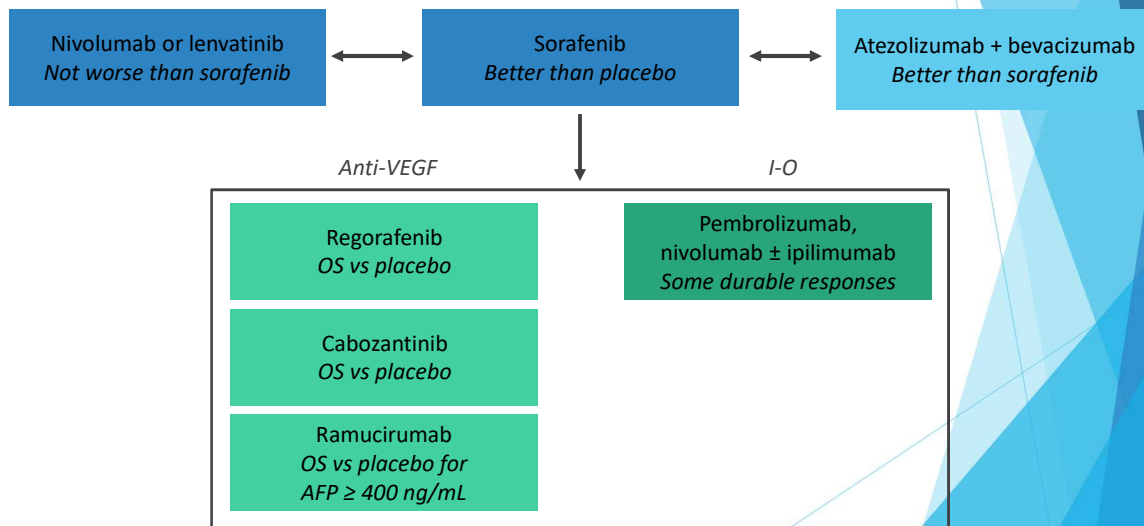 Nivolumab or lenvatinib
Not worse than sorafenib
Sorafenib
Better than placebo
Atezolizumab + bevacizumab
Better than sorafenib
Anti-VEGF
I-O
Regorafenib
OS vs placebo
Pembrolizumab,
nivolumab ± ipilimumab
Some durable responses
Cabozantinib
OS vs placebo
Ramucirumab
OS vs placebo for
AFP ≥ 400 ng/mL